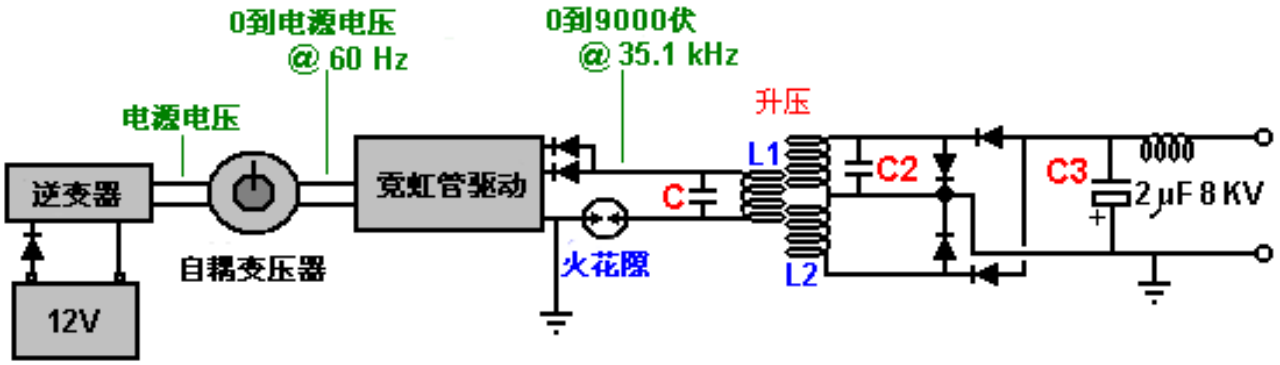 0到电源电压
@ 60 Hz
0到9000伏
@ 35.1 kHz
电源电压
升压
L1
逆变器
霓虹管驱动
C
C2
C3
2 μF 8 KV
+
自耦变压器
火花隙
L2
12V